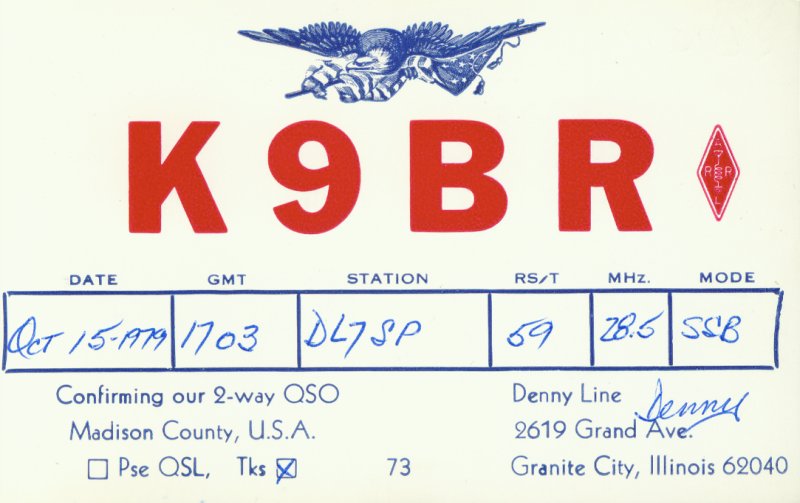 K9BR
ARRL
DATE GMT STATION RS/T MHZ. MODE
Oct 15-1979 1703 DL7SP 59 28.5 SSB
Confirming our 2-way QSO
Madison County, U.S.A.
Pse QSL, Tks
73
Denny Line
Denny
2619 Grand Ave.
Granite City, Illinois 62040